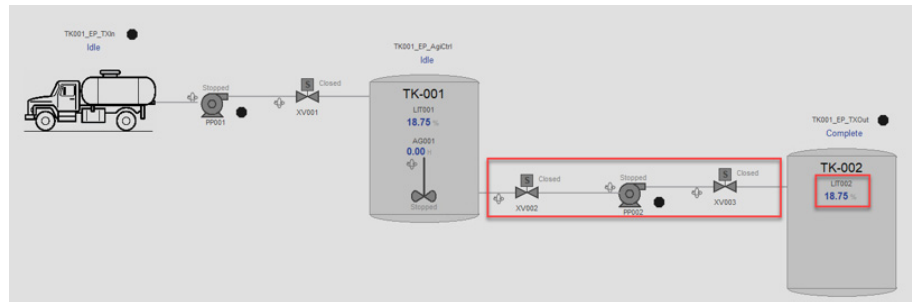 TK001_EP_TXIn
Idle
Stopped
PP001
S
Closed
XV001
TK001_EP_AgiCtrl
Idle
TK-001
LIT001
18.75 %
AG001
0.00
Stopped
S
Closed
XV002
Stopped
PP002
S
Closed
XV003
TK001_EP_TXOut
Complete
TK-002
LIT002
18.75 %